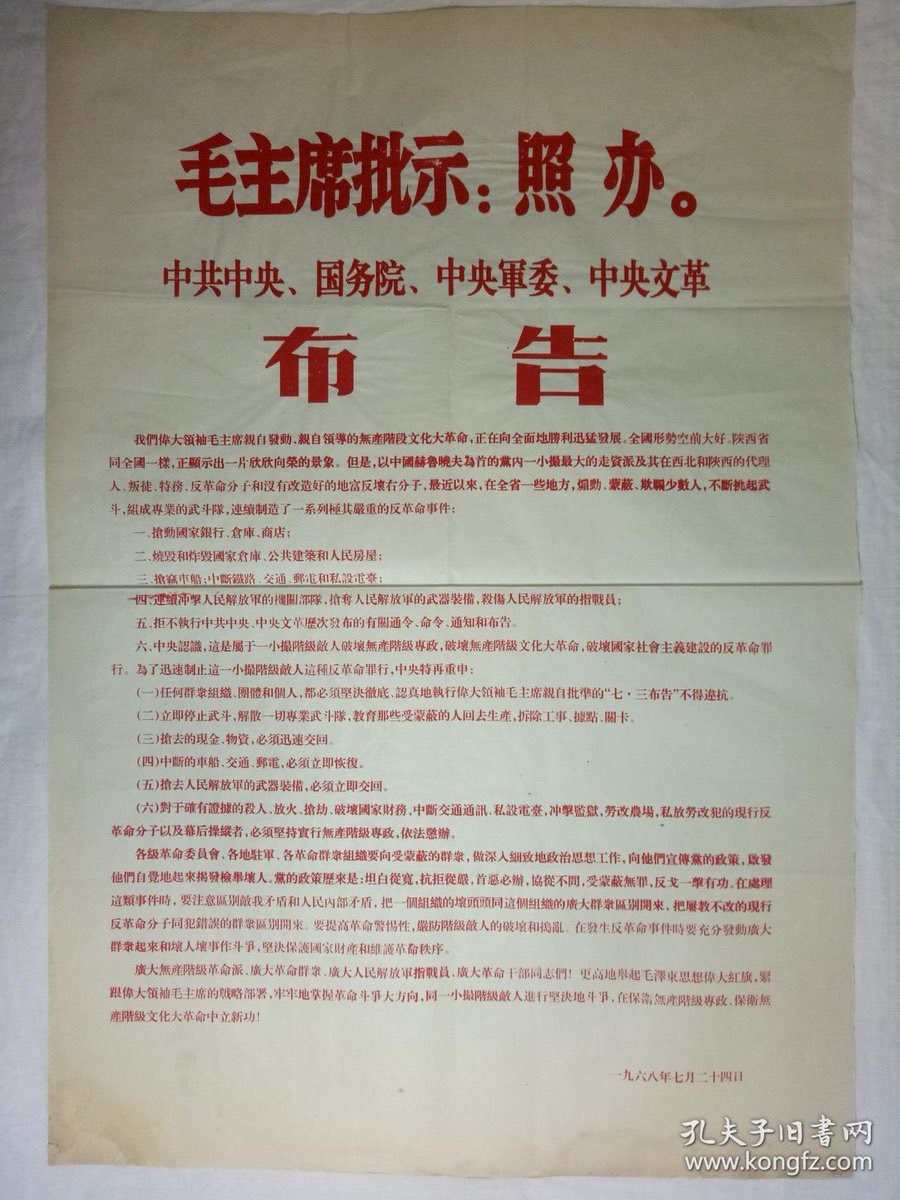 毛主席批示：照办。
中共中央、国务院、中央軍委、中央文革
布告
我們偉大領袖毛主席親自發動、親自領導的無產階段文化大革命，正在向全面地勝利迅猛發展。全國形勢空前大好。陝西省
同全國一樣，正顯示出一片欣欣向榮的景象。但是，以中國赫魯曉夫為首的黨內一小撮最大的走資派及其在西北和陝西的代理
人、叛徒、特務、反革命分子和沒有改造好的地富反壞右分子，最近以來，在全省一些地方，煽動、蒙蔽、欺騙少數人，不斷挑起武
斗，組成專業的武斗隊，連續制造了一系列極其嚴重的反革命事件：
一、搶動國家銀行、倉庫、商店；
二、燒毀和炸毀國家倉庫、公共建築和人民房屋；
三、搶竊車船；中斷鐵路、交通、郵電和私設電臺；
四、連續冲擊人民解放軍的機關部隊，搶奪人民解放軍的武器裝備，殺傷人民解放軍的指戰員；
五、拒不執行中共中央、中央文革歷次發布的有關通令、命令、通知和布告。
六、中央認識，這是屬于一小撮階級敵人破壞無產階級專政，破壞無產階級文化大革命，破壞國家社會主義建設的反革命罪
行。為了迅速制止這一小撮階級敵人這種反革命罪行，中央特再重申：
(一)任何群衆組織、團體和個人，都必須堅決徹底、認真地執行偉大領袖毛主席親自批準的“七·三布告”不得違抗。
(二)立即停止武斗，解散一切專業武斗隊，教育那些受蒙蔽的人回去生產，拆除工事、據點、關卡。
(三)搶去的現金、物資，必須迅速交回。
(四)中斷的車船、交通、郵電，必須立即恢復。
(五)搶去人民解放軍的武器裝備，必須立即交回。
(六)對于確有證據的殺人、放火、搶劫、破壞國家財務、中斷交通通訊、私設電臺，冲擊監獄，勞改農場，私放勞改犯的現行反
革命分子以及幕后操縱者，必須堅持實行無產階級專政，依法懲辦。
各級革命委員會、各地駐軍、各革命群衆組織要向受蒙蔽的群衆，做深入細致地政治思想工作，向他們宣傳黨的政策，啟發
他們自覺地起來揭發檢舉壞人。黨的政策歷來是：坦白從寬，抗拒從嚴，首惡必辦，協從不問，受蒙蔽無罪，反戈一擊有功。在處理
這類事件時，要注意區別敵我矛盾和人民內部矛盾，把一個組織的壞頭頭同這個組織的廣大群衆區別開來，把屢教不改的現行
反革命分子同犯錯誤的群衆區別開來。要提高革命警惕性，嚴防階級敵人的破壞和搗亂。在發生反革命事件時要充分發動廣大
群衆起來和壞人壞事作斗爭，堅決保護國家財產和維護革命秩序。
廣大無產階級革命派、廣大革命群衆、廣大人民解放軍指戰員、廣大革命干部同志們！更高地舉起毛澤東思想偉大紅旗，緊
跟偉大領袖毛主席的戰略部署，牢牢地掌握革命斗爭大方向，同一小撮階級敵人進行堅決地斗爭，在保衛無產階級專政、保衛無
產階級文化大革命中立新功！
一九六八年七月二十四日
孔夫子旧書网
www.kongfz.com